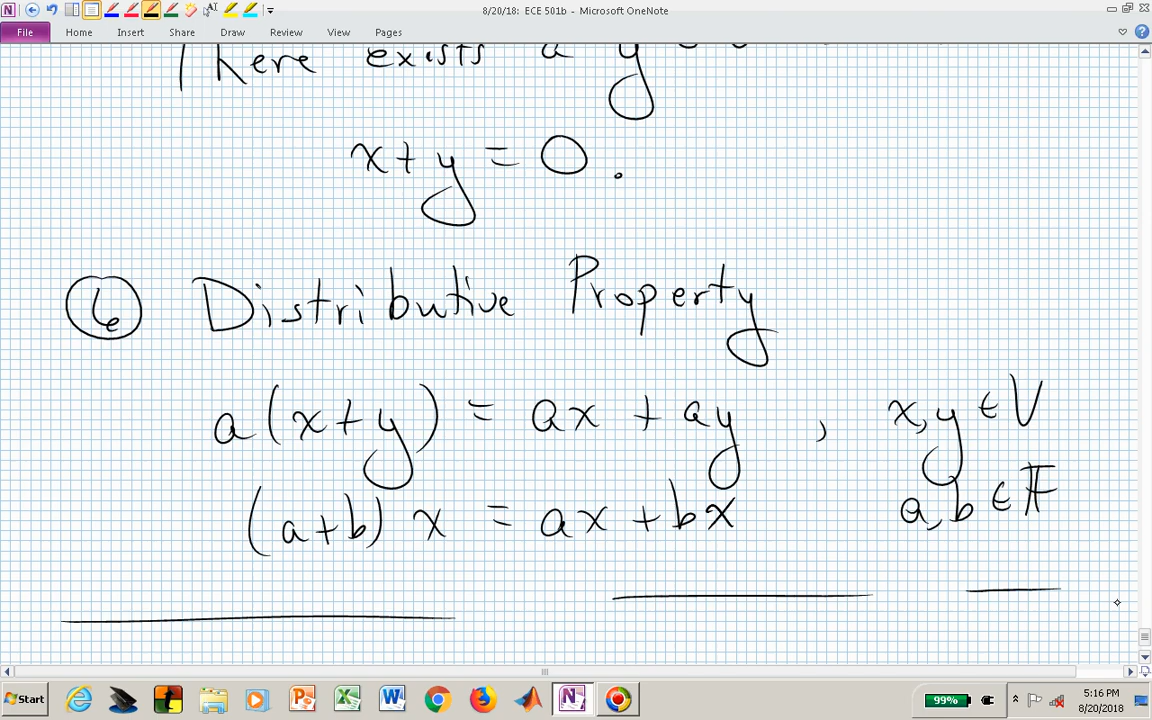 8/20/18: ECE 501b - Microsoft OneNote
File Home Insert Share Draw Review View Pages
There exists a y
x + y = 0.
6 Distributive Property
a(x+y) = ax + ay , x,y ∈ V
(a+b) x = ax + bx a,b ∈ 𝔽
Start 99% 5:16 PM
8/20/2018